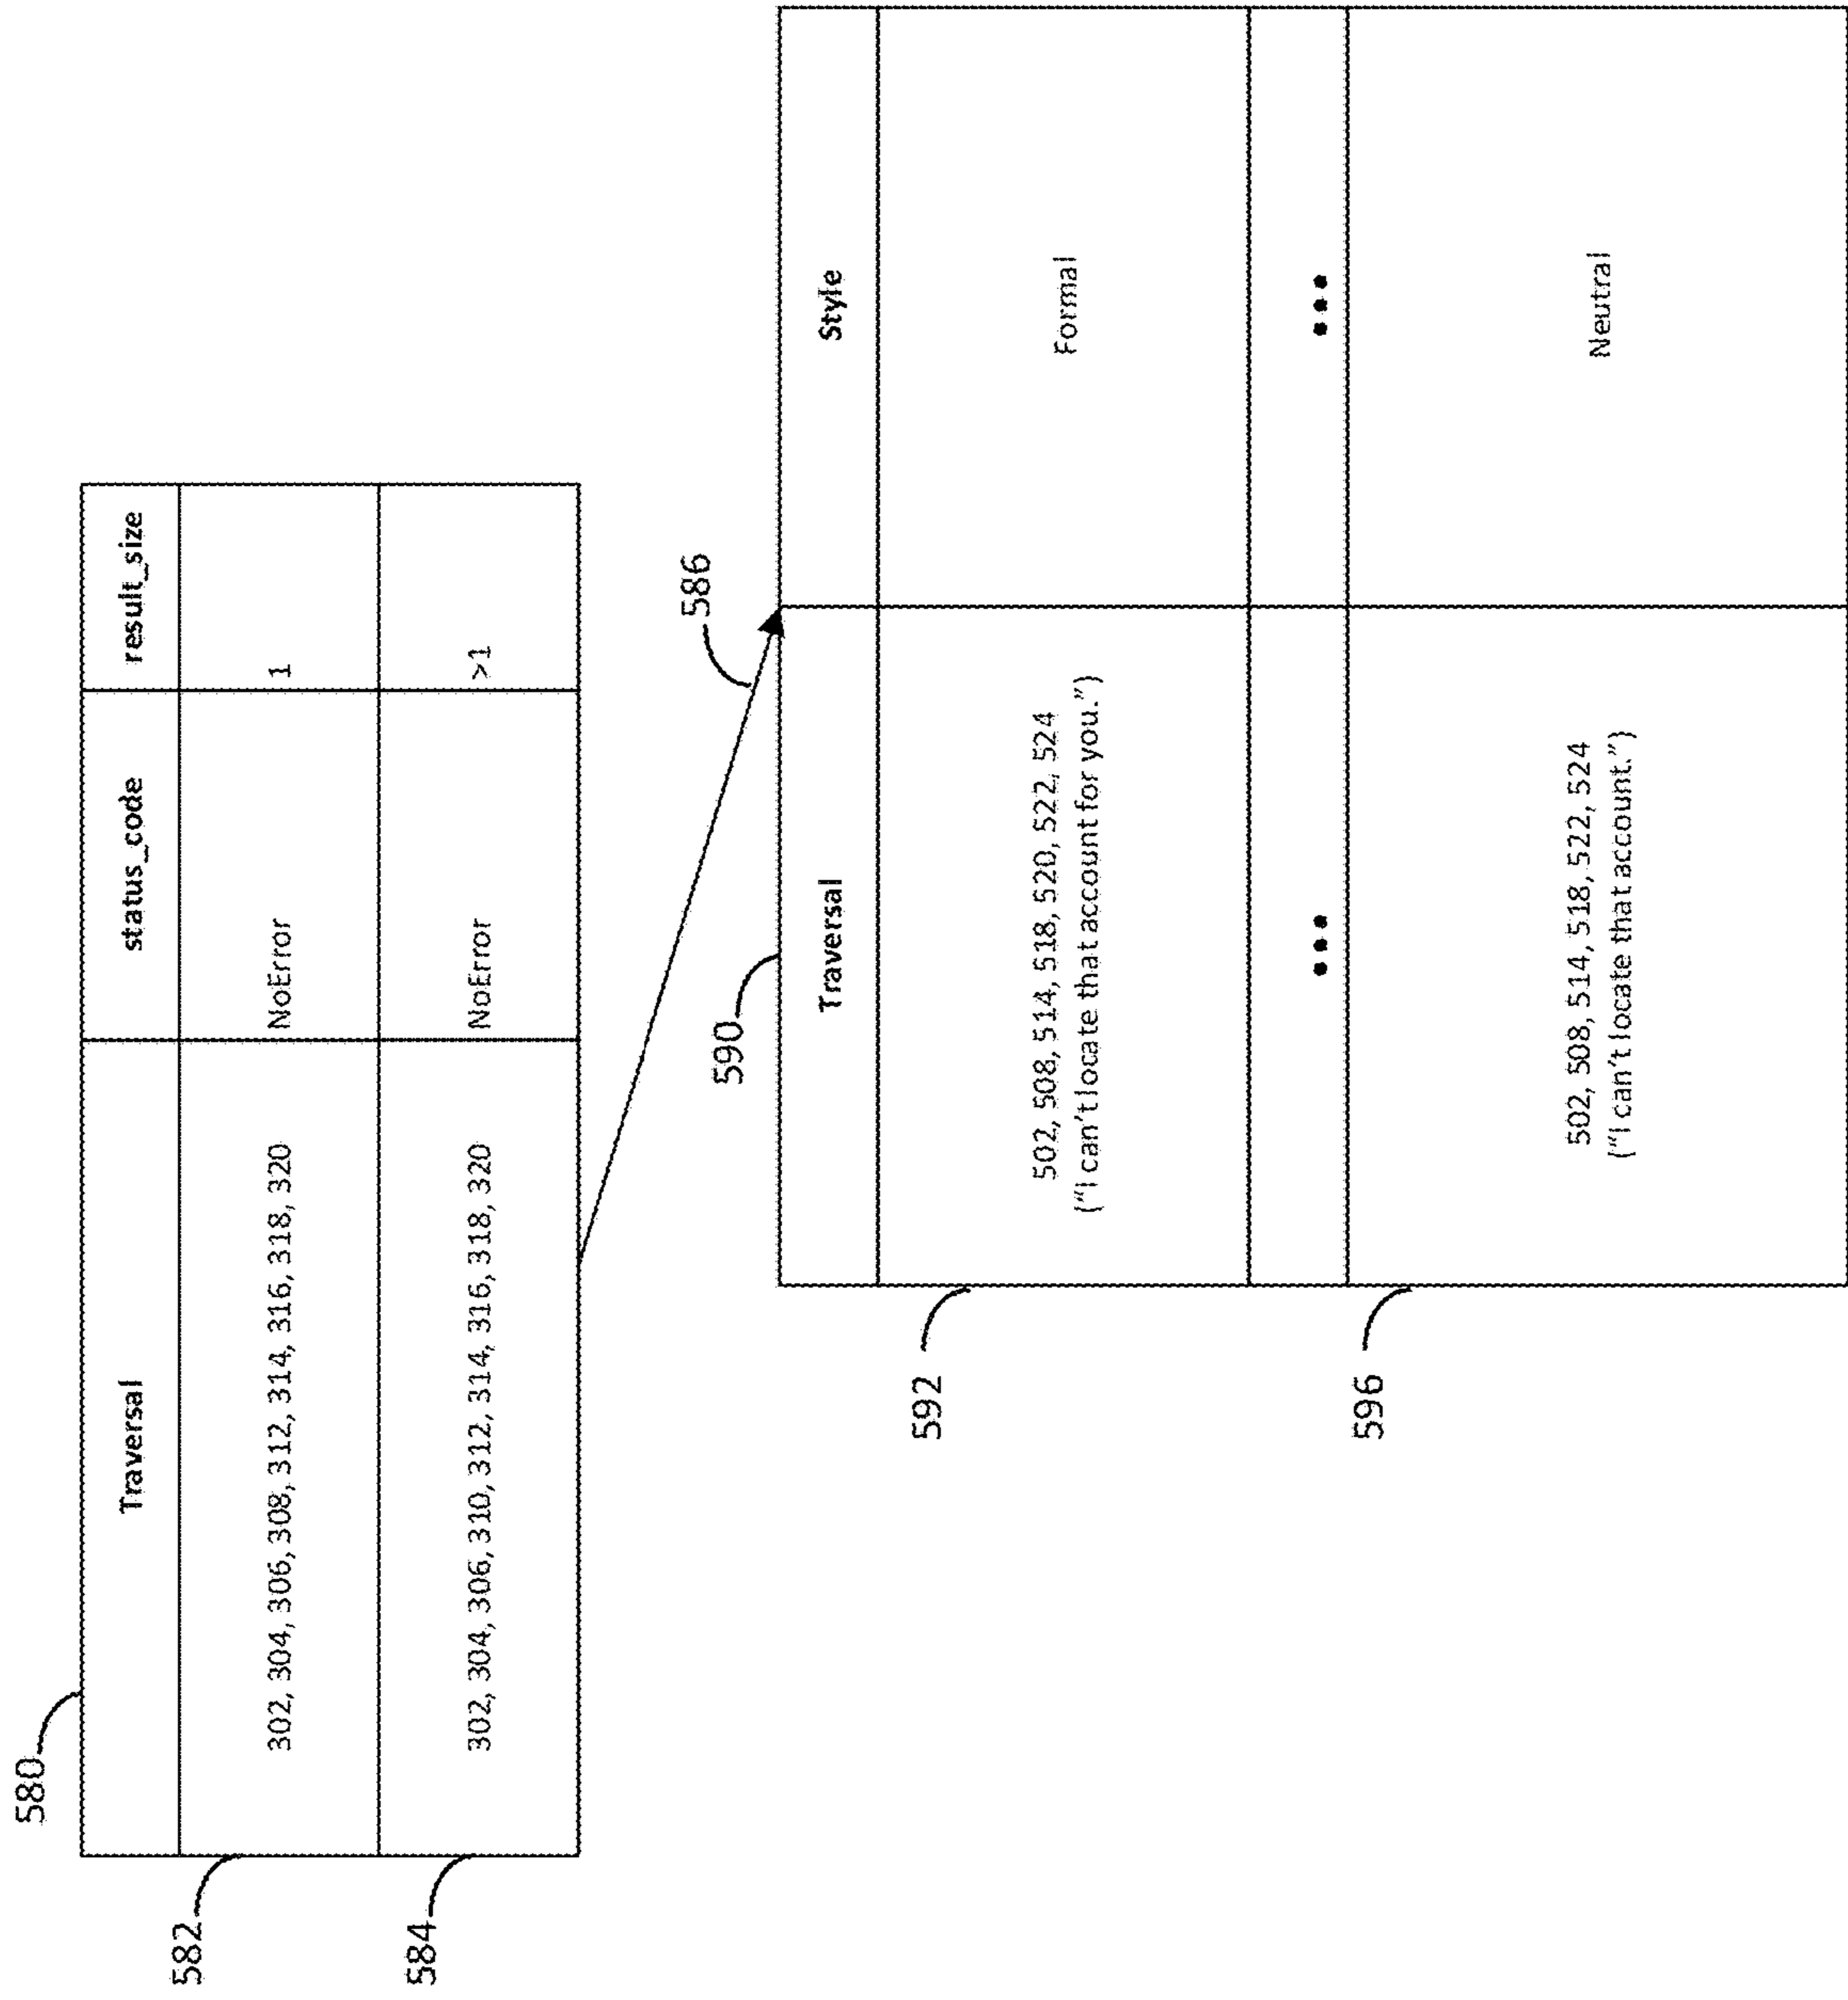 580
Traversal
status_code
result_size
582
302, 304, 306, 308, 312, 314, 316, 318, 320
NoError
1
584
302, 304, 306, 310, 312, 314, 316, 318, 320
NoError
>1
586
590
Traversal
Style
592
502, 508, 514, 518, 520, 522, 524
{“I can’t locate that account for you.”}
Formal
•••
•••
596
502, 508, 514, 518, 522, 524
{“I can’t locate that account.”}
Neutral